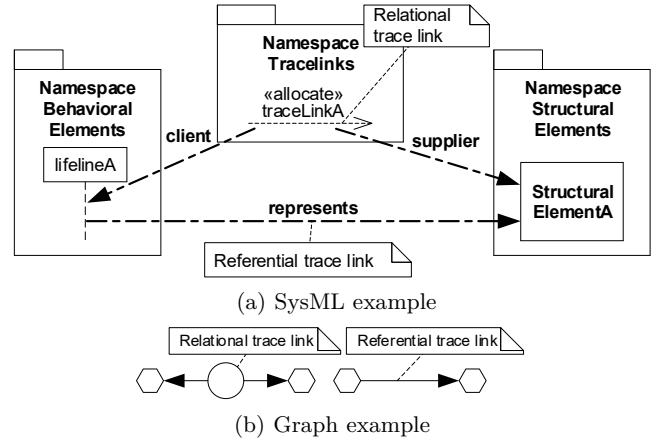 Relational
trace link
Namespace
Tracelinks
«allocate»
traceLinkA
Namespace
Behavioral
Elements
Namespace
Structural
Elements
client
supplier
lifelineA
Structural
ElementA
represents
Referential trace link
(a) SysML example
Relational trace link
Referential trace link
(b) Graph example